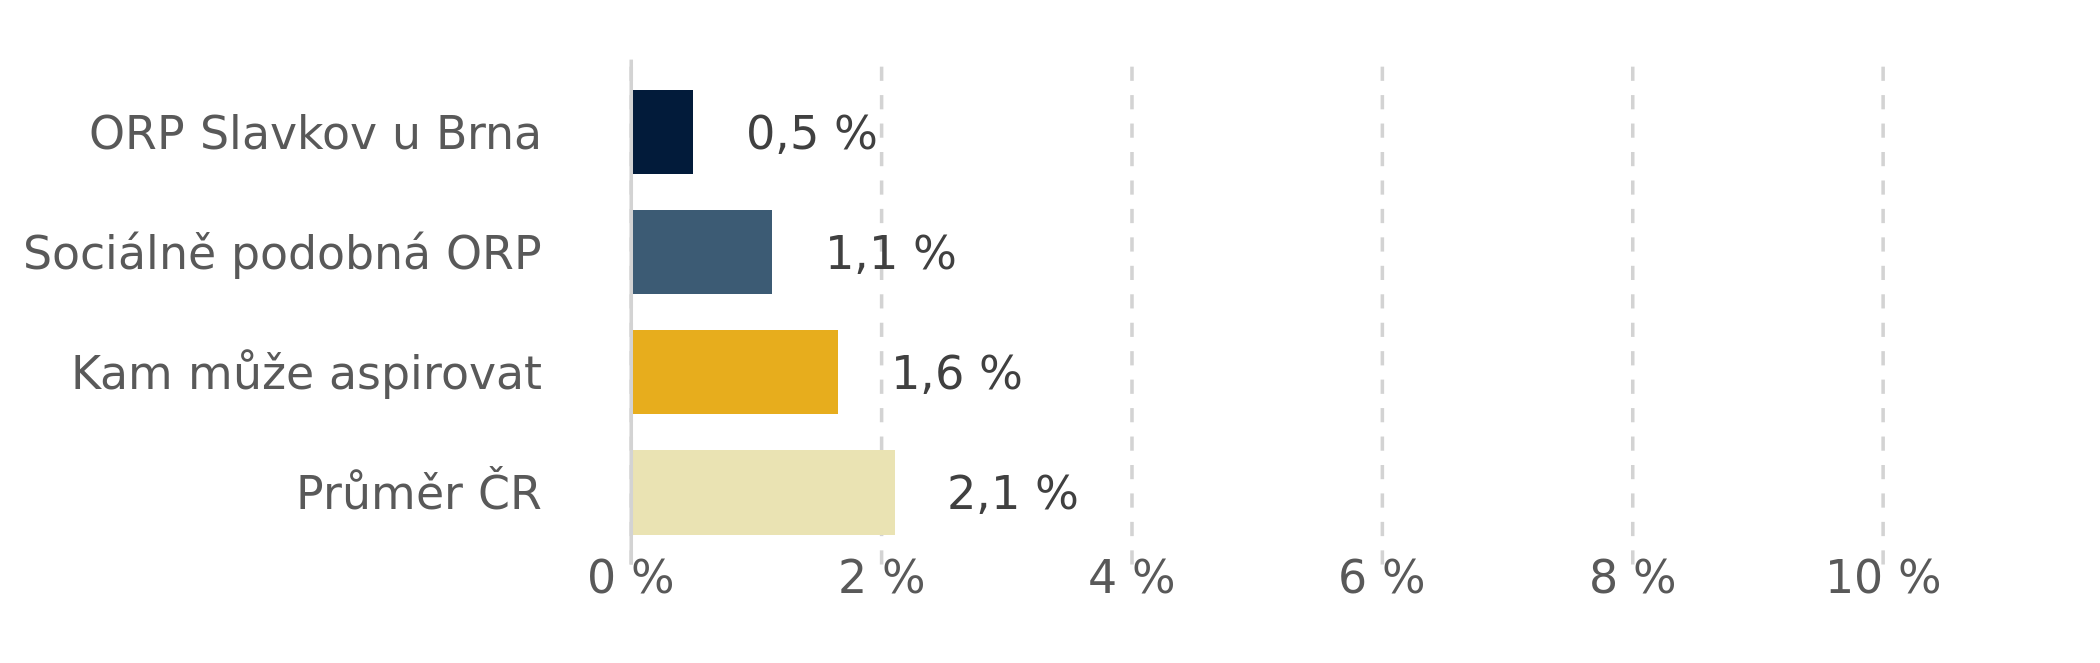 ORP Slavkov u Brna 0,5 %
Sociálně podobná ORP 1,1 %
Kam může aspirovat 1,6 %
Průměr ČR 2,1 %
0 % 2 % 4 % 6 % 8 % 10 %